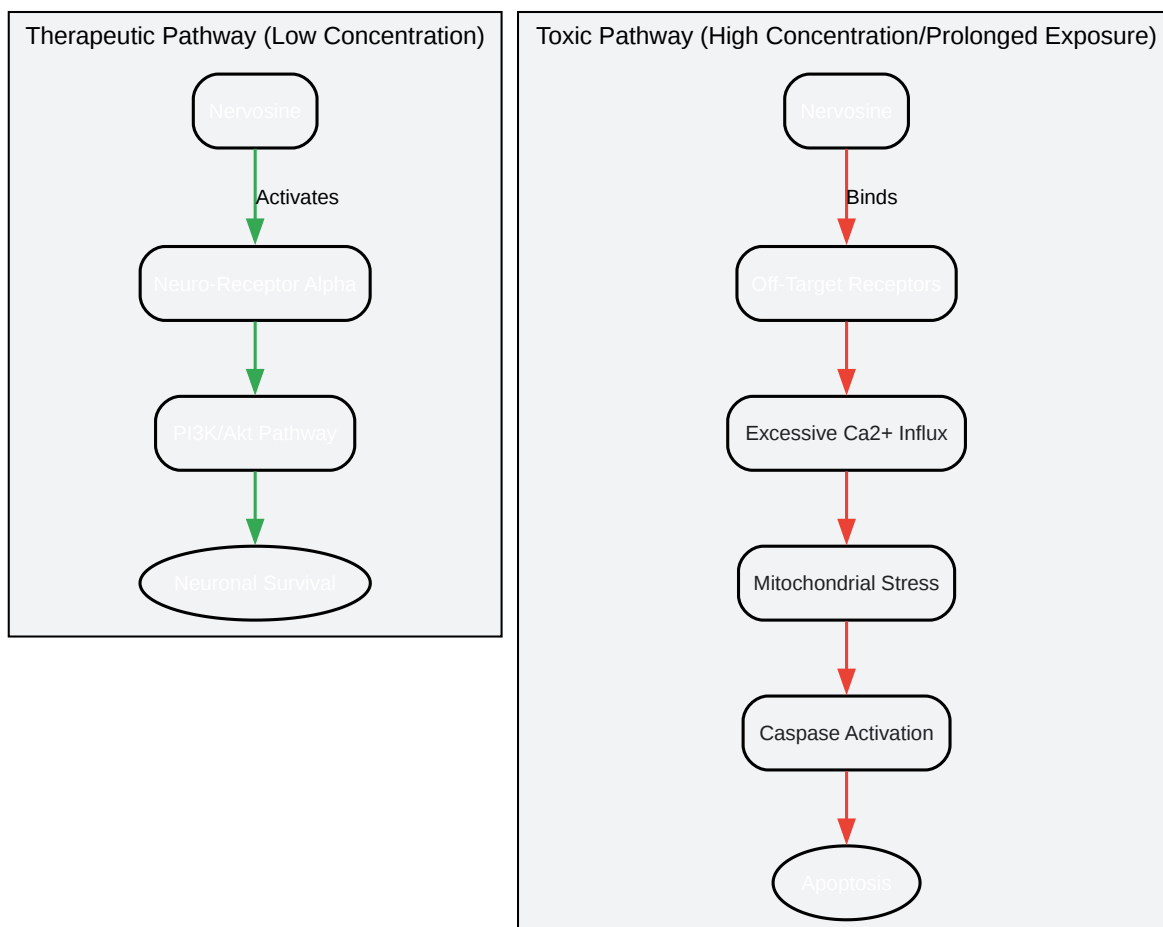 Therapeutic Pathway (Low Concentration)
Nervosine
Activates
Neuro-Receptor Alpha
PI3K/Akt Pathway
Neuronal Survival
Toxic Pathway (High Concentration/Prolonged Exposure)
Nervosine
Binds
Off-Target Receptors
Excessive Ca2+ Influx
Mitochondrial Stress
Caspase Activation
Apoptosis